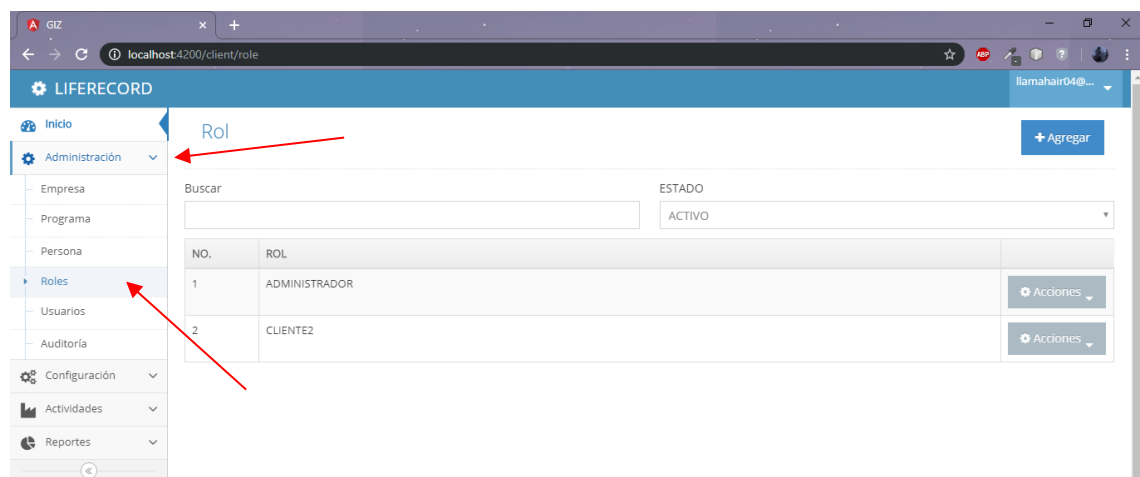 GIZ
localhost:4200/client/role
ABP
LIFERECORD
llamahair04@...
Inicio
Administración
Empresa
Programa
Persona
Roles
Usuarios
Auditoría
Configuración
Actividades
Reportes
Rol
Agregar
Buscar
ESTADO
ACTIVO
NO. ROL
1 ADMINISTRADOR Acciones
2 CLIENTE2 Acciones